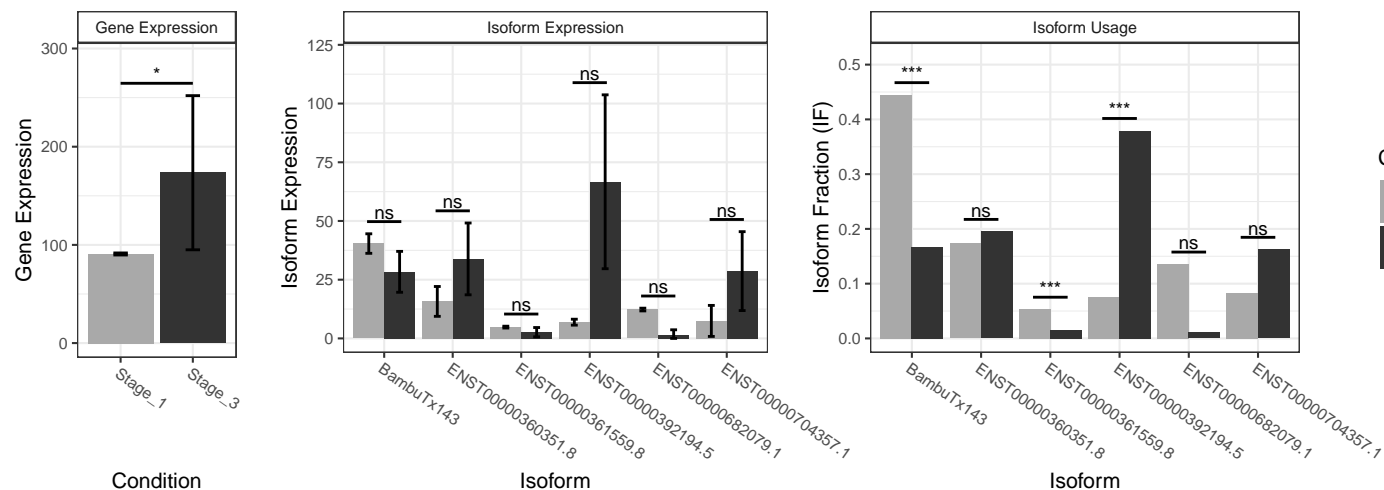 Gene Expression
Isoform Expression
Isoform Usage
Gene Expression
300
200
100
0
*
Stage_1
Stage_3
Condition
Isoform Expression
125
100
75
50
25
0
ns
ns
ns
ns
ns
ns
BambuTx143
ENST00000360351.8
ENST00000361559.8
ENST00000392194.5
ENST00000682079.1
ENST00000704357.1
Isoform
Isoform Fraction (IF)
0.5
0.4
0.3
0.2
0.1
0.0
***
ns
***
***
ns
ns
BambuTx143
ENST00000360351.8
ENST00000361559.8
ENST00000392194.5
ENST00000682079.1
ENST00000704357.1
Isoform